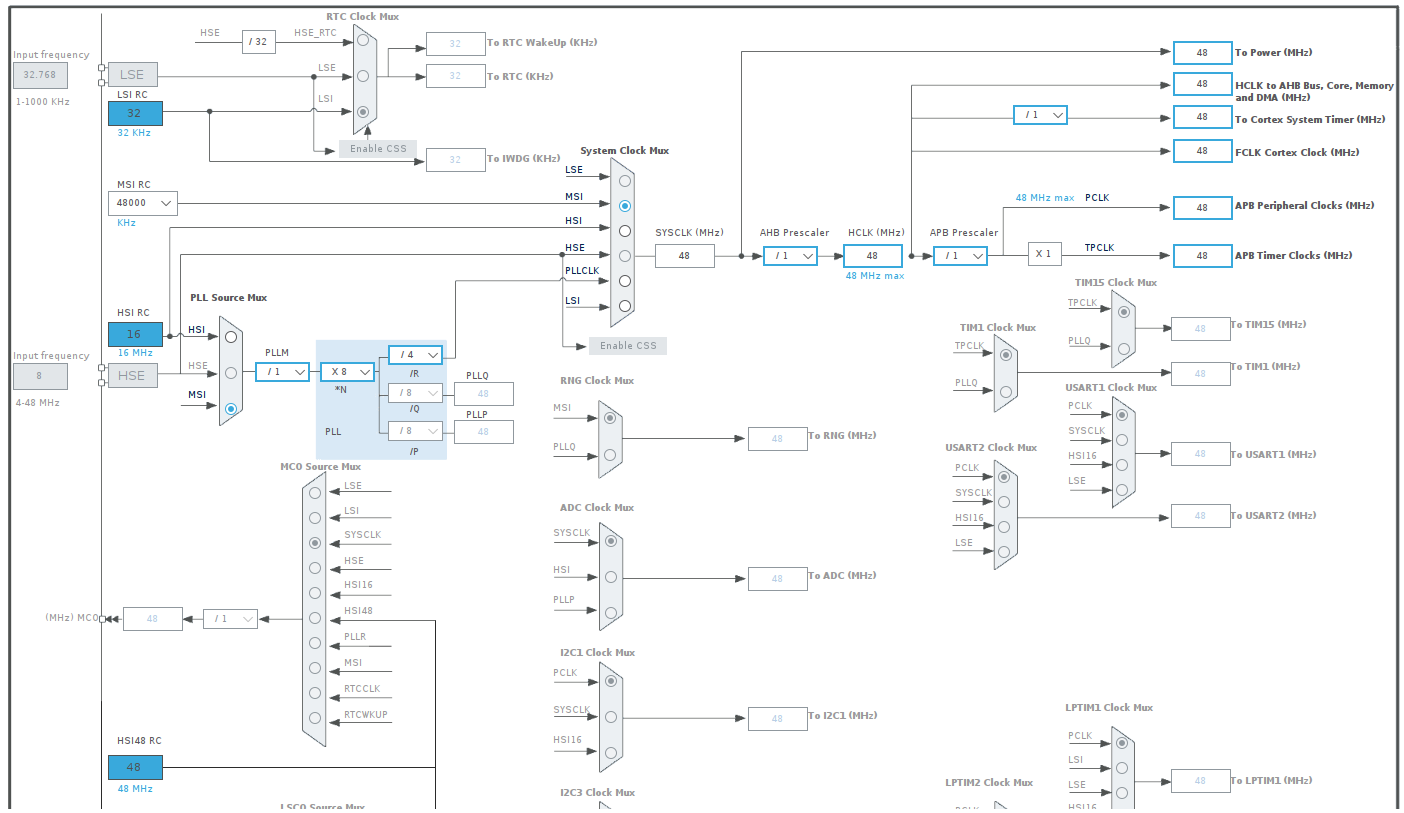 RTC Clock Mux
HSE
/ 32
HSE_RTC
32
To RTC WakeUp (KHz)
Input frequency
32.768
1-1000 KHz
LSE
LSE
32
To RTC (KHz)
LSI RC
32
32 KHz
LSI
Enable CSS
32
To IWDG (KHz)
48
To Power (MHz)
48
HCLK to AHB Bus, Core, Memory
and DMA (MHz)
/ 1
48
To Cortex System Timer (MHz)
48
FCLK Cortex Clock (MHz)
System Clock Mux
LSE
MSI
HSI
HSE
PLLCLK
LSI
Enable CSS
MSI RC
48000
KHz
SYSCLK (MHz)
48
AHB Prescaler
/ 1
HCLK (MHz)
48
48 MHz max
APB Prescaler
/ 1
48 MHz max
PCLK
48
APB Peripheral Clocks (MHz)
X 1
TPCLK
48
APB Timer Clocks (MHz)
HSI RC
16
16 MHz
Input frequency
8
4-48 MHz
HSE
PLL Source Mux
HSI
HSE
MSI
PLLM
/ 1
X 8
*N
PLL
/ 4
/R
/ 8
/Q
/ 8
/P
PLLQ
48
PLLP
48
TIM15 Clock Mux
TPCLK
PLLQ
48
To TIM15 (MHz)
TIM1 Clock Mux
TPCLK
PLLQ
48
To TIM1 (MHz)
RNG Clock Mux
MSI
PLLQ
48
To RNG (MHz)
USART1 Clock Mux
PCLK
SYSCLK
HSI16
LSE
48
To USART1 (MHz)
USART2 Clock Mux
PCLK
SYSCLK
HSI16
LSE
48
To USART2 (MHz)
MCO Source Mux
LSE
LSI
SYSCLK
HSE
HSI16
HSI48
PLLR
MSI
RTCCLK
RTCWKUP
(MHz) MCO
48
/ 1
ADC Clock Mux
SYSCLK
HSI
PLLP
48
To ADC (MHz)
I2C1 Clock Mux
PCLK
SYSCLK
HSI16
48
To I2C1 (MHz)
HSI48 RC
48
48 MHz
LSCO Source Mux
I2C3 Clock Mux
LPTIM1 Clock Mux
PCLK
LSI
LSE
HSI16
48
To LPTIM1 (MHz)
LPTIM2 Clock Mux
PCLK